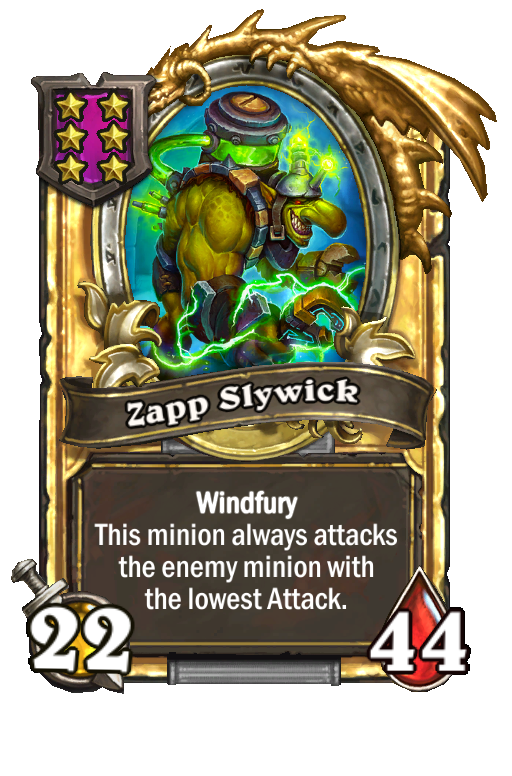 Zapp Slywick
Windfury
This minion always attacks
the enemy minion with
the lowest Attack.
22
44